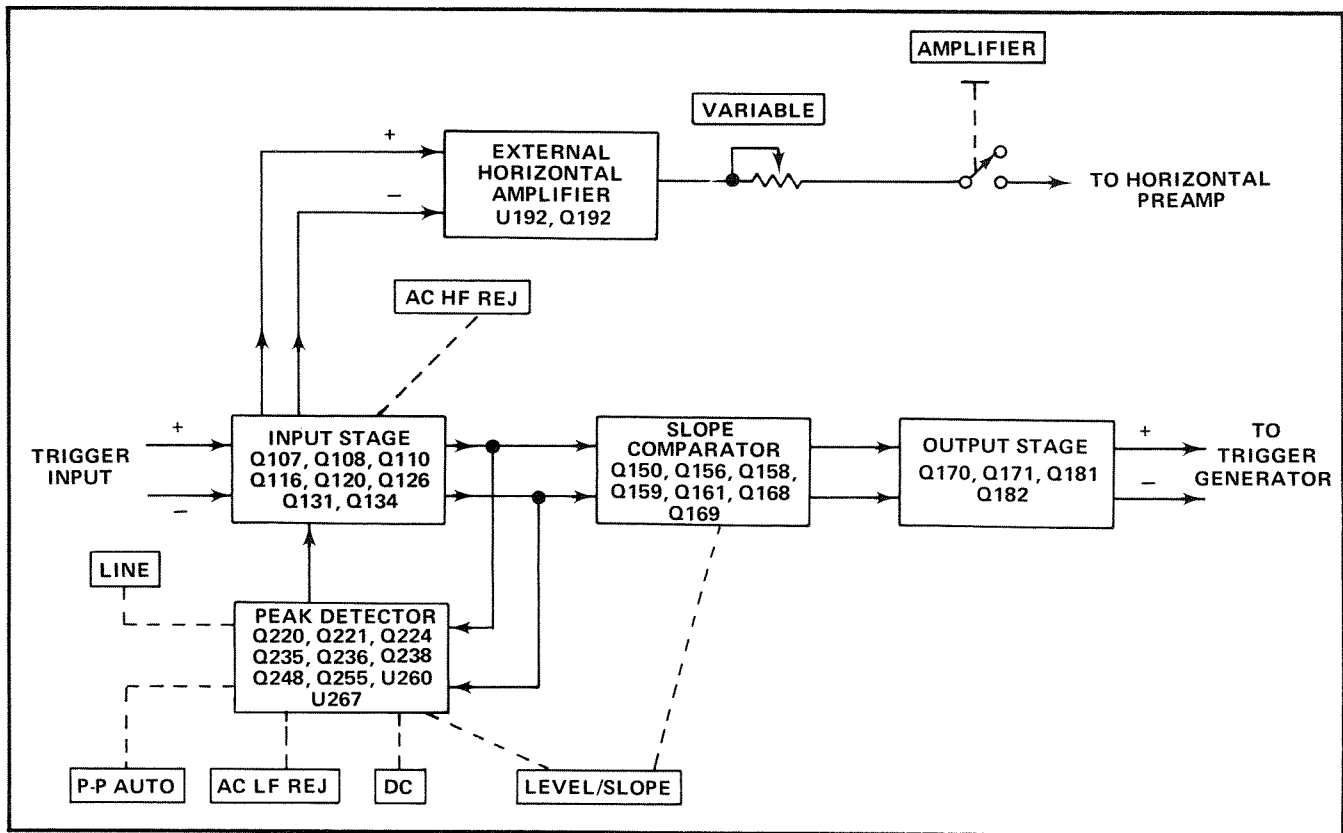 AMPLIFIER
VARIABLE
+
−
EXTERNAL
HORIZONTAL
AMPLIFIER
U192, Q192
TO HORIZONTAL
PREAMP
AC HF REJ
TRIGGER
INPUT
+
−
INPUT STAGE
Q107, Q108, Q110
Q116, Q120, Q126
Q131, Q134
SLOPE
COMPARATOR
Q150, Q156, Q158,
Q159, Q161, Q168
Q169
OUTPUT STAGE
Q170, Q171, Q181
Q182
+
−
TO
TRIGGER
GENERATOR
LINE
PEAK DETECTOR
Q220, Q221, Q224
Q235, Q236, Q238
Q248, Q255, U260
U267
P-P AUTO
AC LF REJ
DC
LEVEL/SLOPE